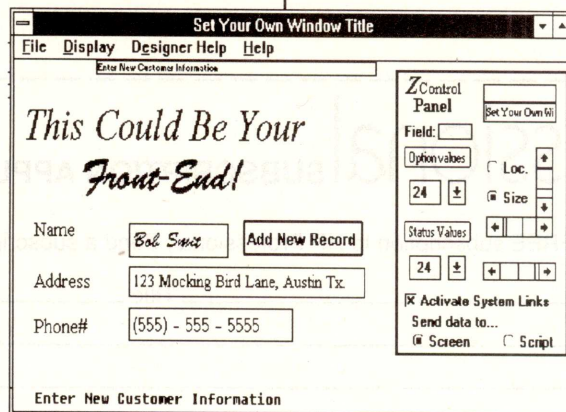 Set Your Own Window Title
File Display Designer Help Help
Enter New Customer Information
This Could Be Your
Front-End!
Name
Bob Smit
Add New Record
Address
123 Mocking Bird Lane, Austin Tx.
Phone#
(555) - 555 - 5555
Enter New Customer Information
ZControl
Panel
Set Your Own Wi
Field:
Option values
Loc.
24
Size
Status Values
24
Activate System Links
Send data to...
Screen
Script